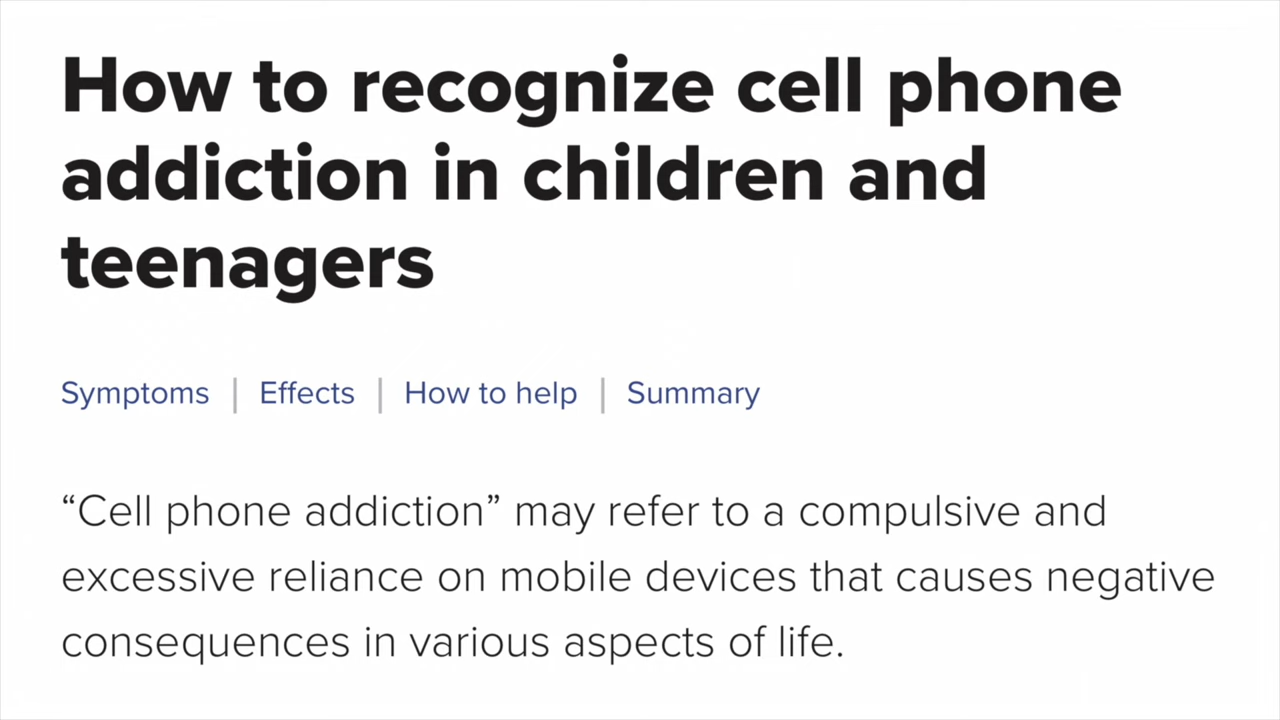 How to recognize cell phone
addiction in children and
teenagers
Symptoms | Effects | How to help | Summary
“Cell phone addiction” may refer to a compulsive and
excessive reliance on mobile devices that causes negative
consequences in various aspects of life.